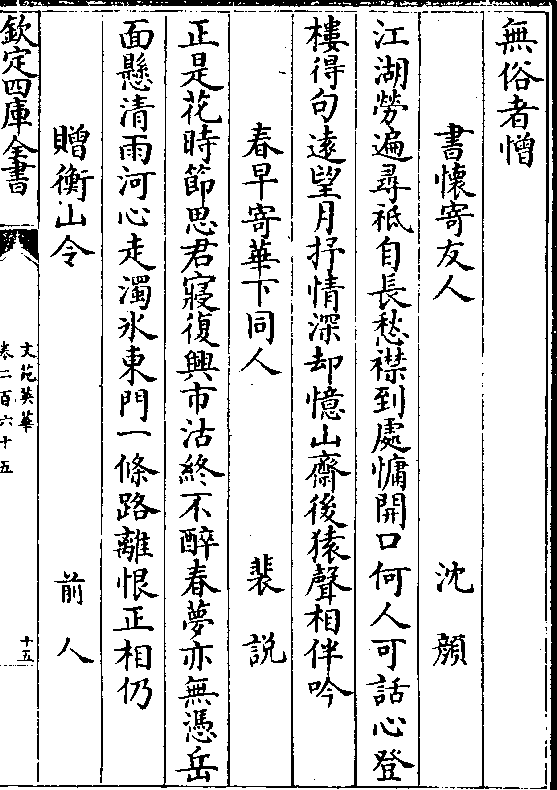 無俗者憎
書懷寄友人 沈顔
江湖勞遍尋祗自長愁襟到處慵開口何人可話心登
樓得句逺望月抒情深却憶山齋後猿聲相伴吟
春早寄華下同人 裴説
正是花時節思君寢復興市沽終不醉春夢亦無憑岳
面懸清雨河心走濁氷東門一條路離恨正相仍
贈衡山令 前人
欽定四庫全書
文苑英華
卷二百六十五
十五